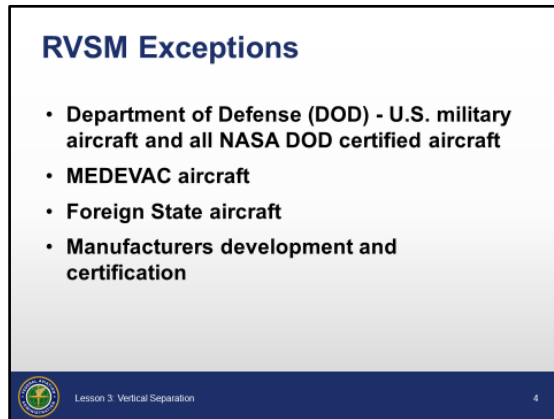 RVSM Exceptions
• Department of Defense (DOD) - U.S. military
aircraft and all NASA DOD certified aircraft
• MEDEVAC aircraft
• Foreign State aircraft
• Manufacturers development and
certification
Lesson 3: Vertical Separation
4